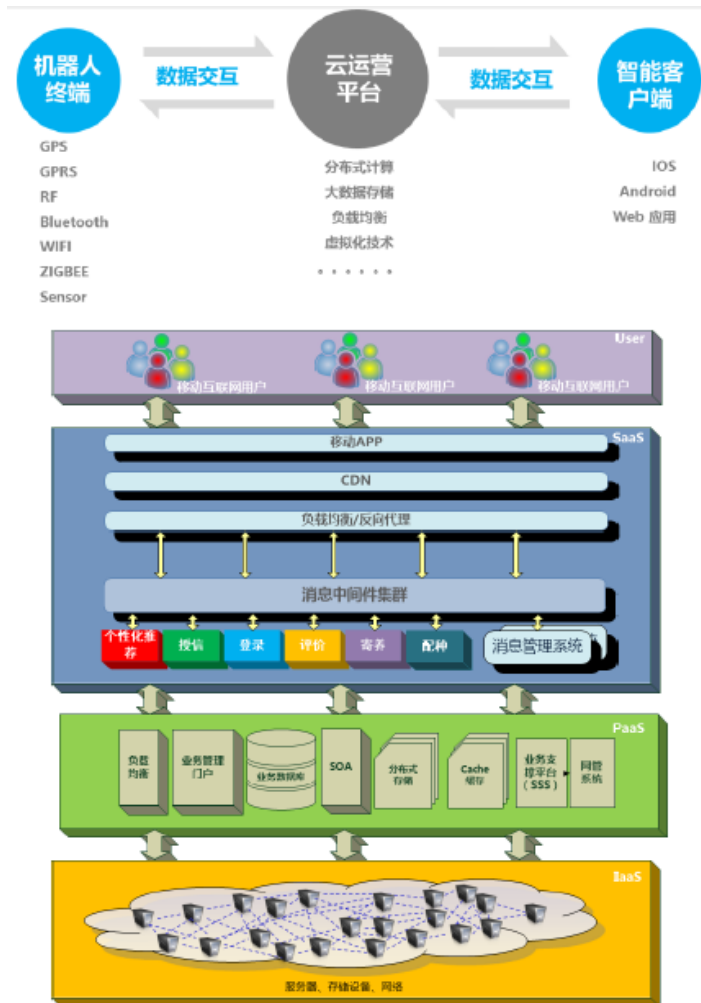 机器人
终端
数据交互
云运营
平台
数据交互
智能客
户端
GPS
GPRS
RF
Bluetooth
WIFI
ZIGBEE
Sensor
分布式计算
大数据存储
负载均衡
虚拟化技术
······
IOS
Android
Web 应用
User
移动互联网用户
移动互联网用户
移动互联网用户
SaaS
移动APP
CDN
负载均衡/反向代理
消息中间件集群
个性化推
荐
授信
登录
评价
寄养
配种
消息管理系统
PaaS
负载
均衡
业务管理
门户
业务数据库
SOA
分布式
存储
Cache
缓存
业务支
撑平台
(SSS)
网管
系统
IaaS
服务器、存储设备、网络